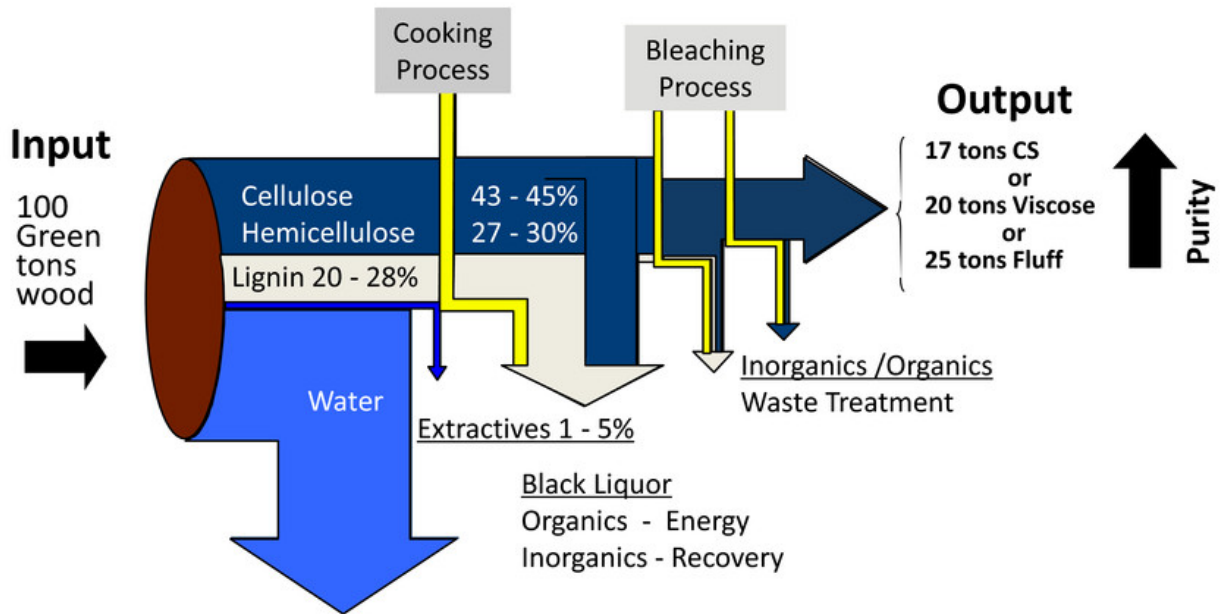 Input
100
Green
tons
wood
Cooking
Process
Bleaching
Process
Cellulose 43 - 45%
Hemicellulose 27 - 30%
Lignin 20 - 28%
Water
Extractives 1 - 5%
Black Liquor
Organics - Energy
Inorganics - Recovery
Inorganics /Organics
Waste Treatment
Output
17 tons CS
or
20 tons Viscose
or
25 tons Fluff
Purity